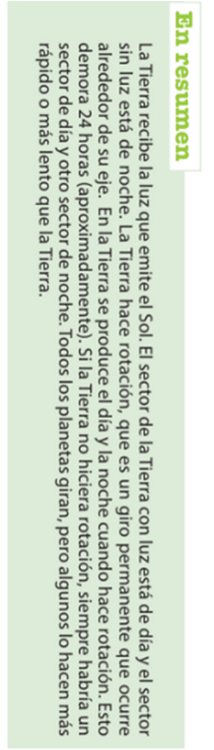 En resumen
La Tierra recibe la luz que emite el Sol. El sector de la Tierra con luz está de día y el sector
sin luz está de noche. La Tierra hace rotación, que es un giro permanente que ocurre
alrededor de su eje. En la Tierra se produce el día y la noche cuando hace rotación. Esto
demora 24 horas (aproximadamente). Si la Tierra no hiciera rotación, siempre habría un
sector de día y otro sector de noche. Todos los planetas giran, pero algunos lo hacen más
rápido o más lento que la Tierra.